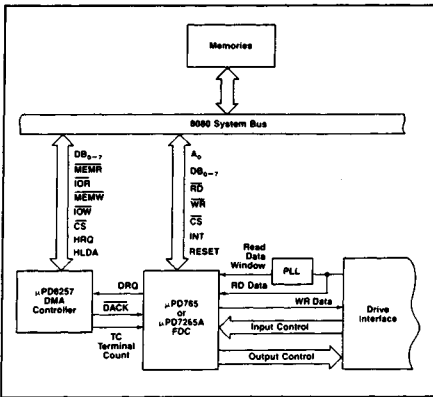 Memories
8080 System Bus
DB0-7
MEMR
IOR
MEMW
IOW
CS
HRQ
HLDA
A0
DB0-7
RD
WR
CS
INT
RESET
Read
Data
Window
PLL
DRQ
RD Data
WR Data
DACK
TC
Terminal
Count
μPD8257
DMA
Controller
μPD765
or
μPD7265A
FDC
Input Control
Output Control
Drive
Interface